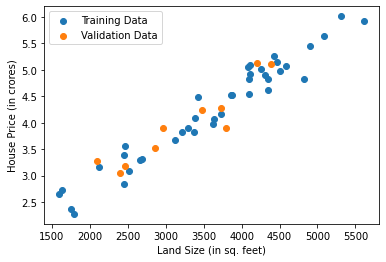 Training Data
Validation Data
House Price (in crores)
6.0
5.5
5.0
4.5
4.0
3.5
3.0
2.5
1500 2000 2500 3000 3500 4000 4500 5000 5500
Land Size (in sq. feet)